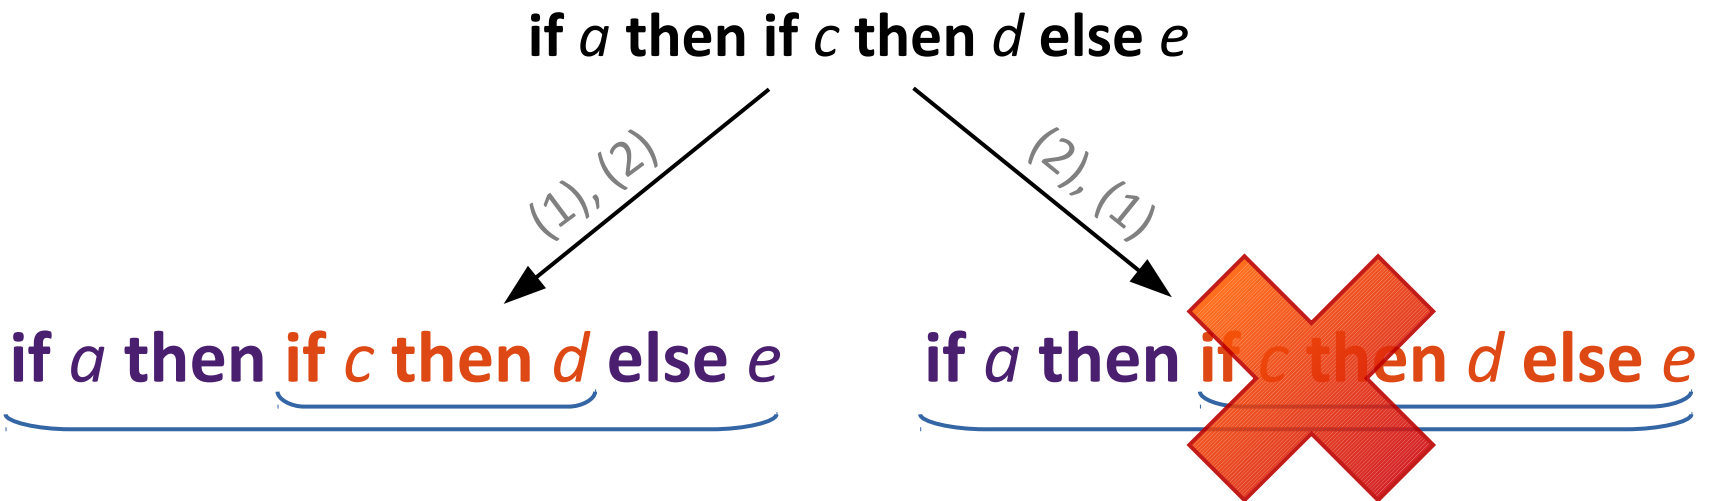 if a then if c then d else e
(1), (2)
(2), (1)
if a then if c then d else e
if a then if c then d else e